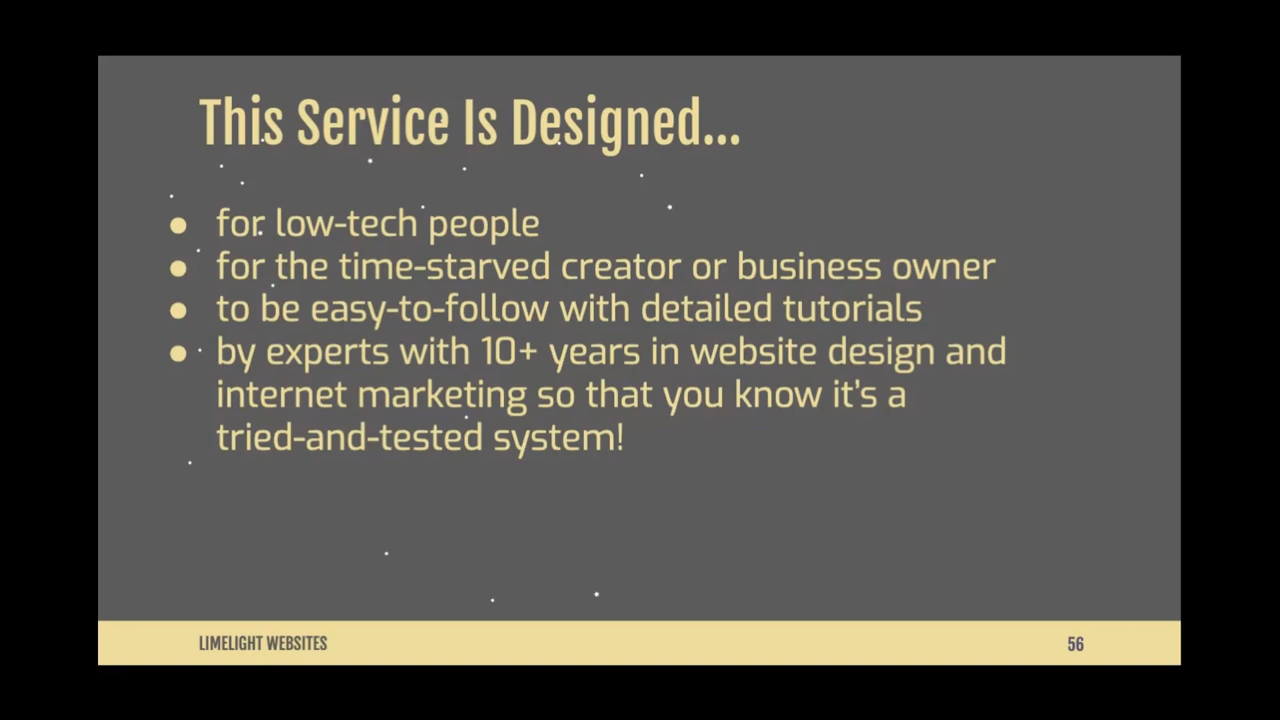 This Service Is Designed...
● for low-tech people
● for the time-starved creator or business owner
● to be easy-to-follow with detailed tutorials
● by experts with 10+ years in website design and
internet marketing so that you know it's a
tried-and-tested system!
LIMELIGHT WEBSITES
56